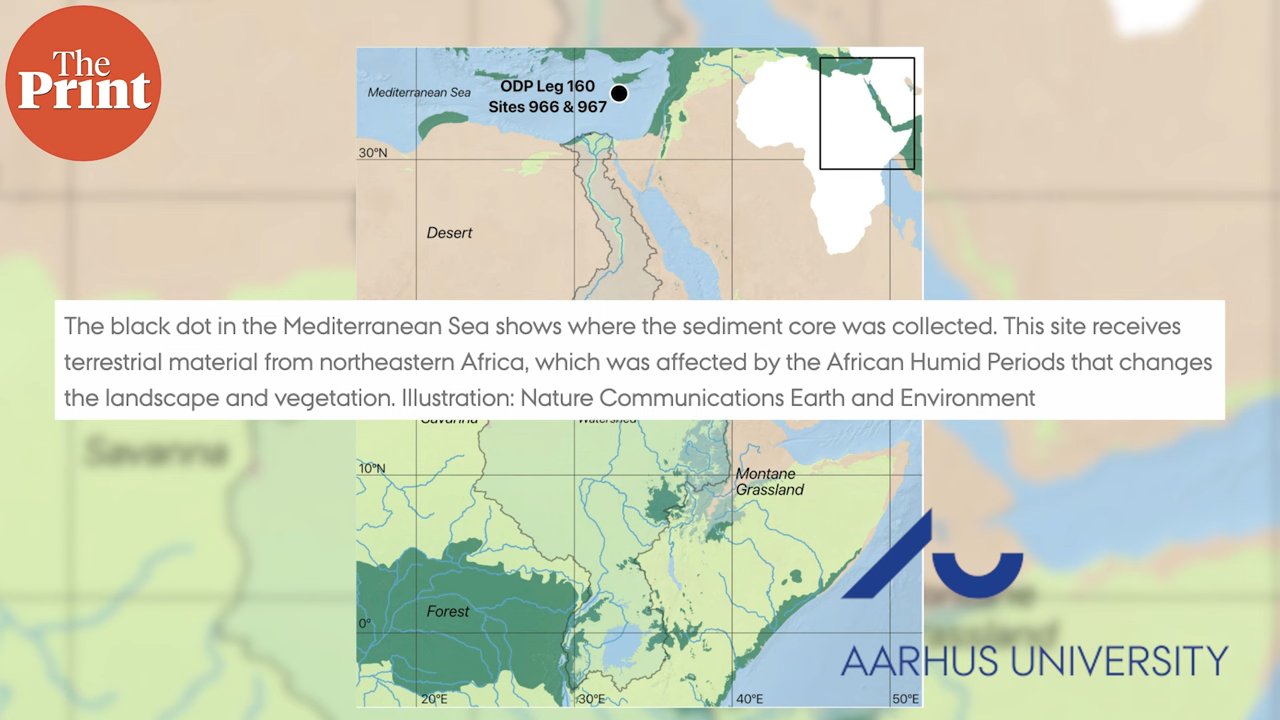 The
Print
ODP Leg 160
Mediterranean Sea
Sites 966 & 967
30°N
Desert
The black dot in the Mediterranean Sea shows where the sediment core was collected. This site receives
terrestrial material from northeastern Africa, which was affected by the African Humid Periods that changes
the landscape and vegetation. Illustration: Nature Communications Earth and Environment
Savanna
Watershed
Savanna
10°N
Montane
Grassland
Forest
0°
AARHUS UNIVERSITY
20°E
30°E
40°E
50°E